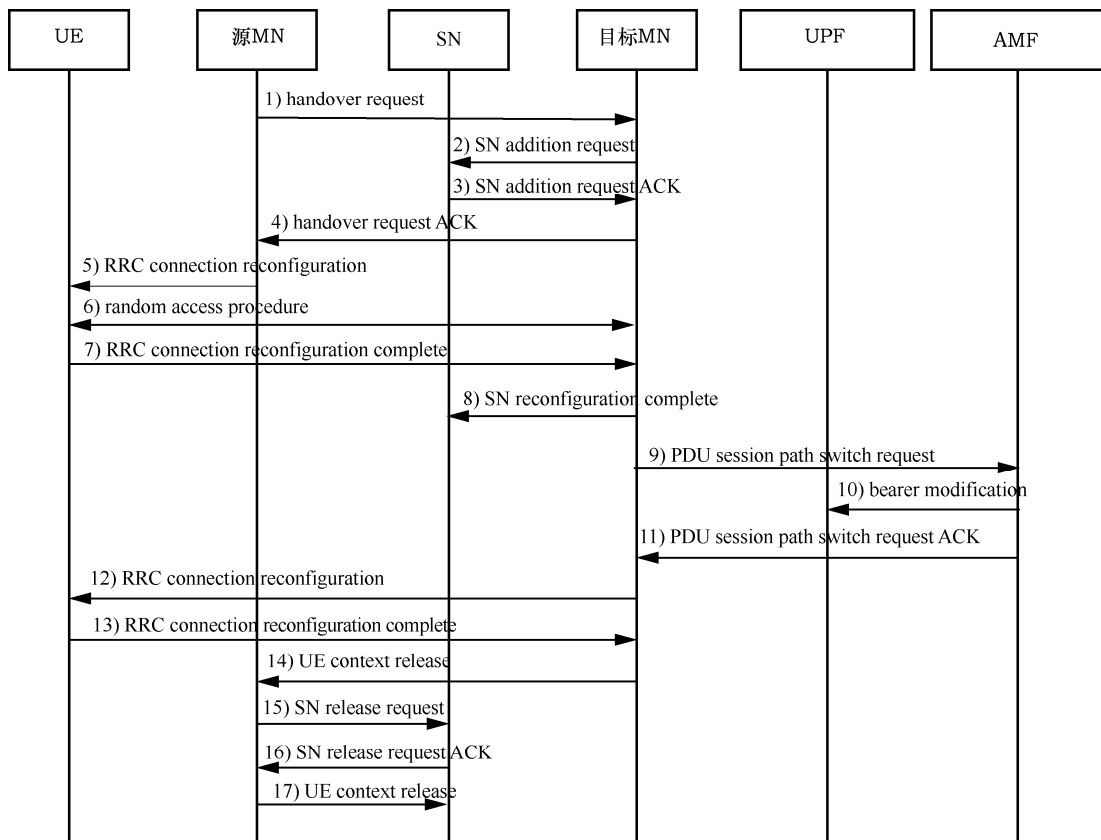 UE
源MN
SN
目标MN
UPF
AMF
1) handover request
2) SN addition request
3) SN addition request ACK
4) handover request ACK
5) RRC connection reconfiguration
6) random access procedure
7) RRC connection reconfiguration complete
8) SN reconfiguration complete
9) PDU session path switch request
10) bearer modification
11) PDU session path switch request ACK
12) RRC connection reconfiguration
13) RRC connection reconfiguration complete
14) UE context release
15) SN release request
16) SN release request ACK
17) UE context release